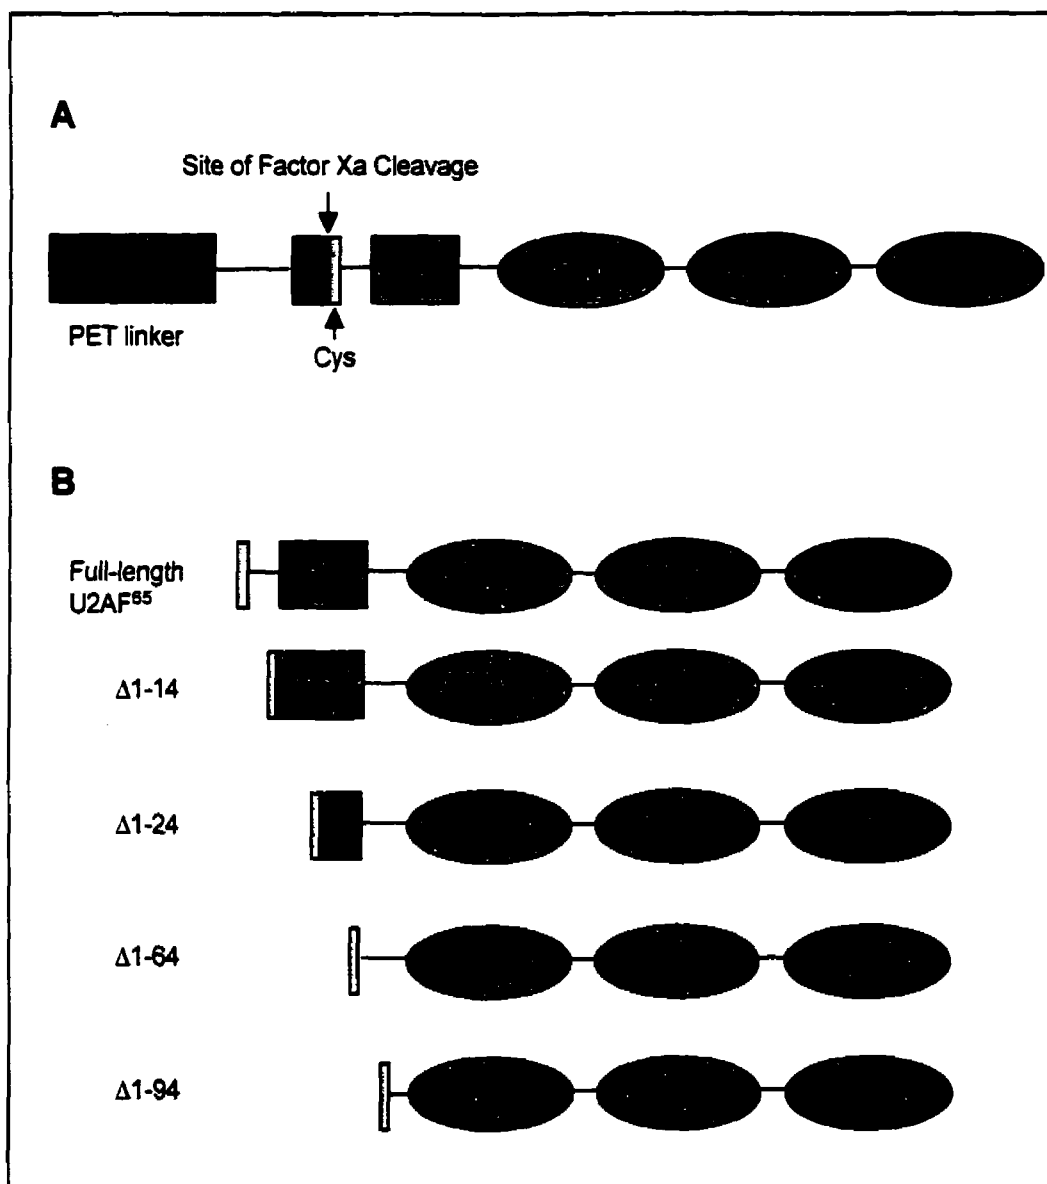 A
Site of Factor Xa Cleavage
PET linker
Cys
B
Full-length
U2AF⁶⁵
Δ1-14
Δ1-24
Δ1-64
Δ1-94